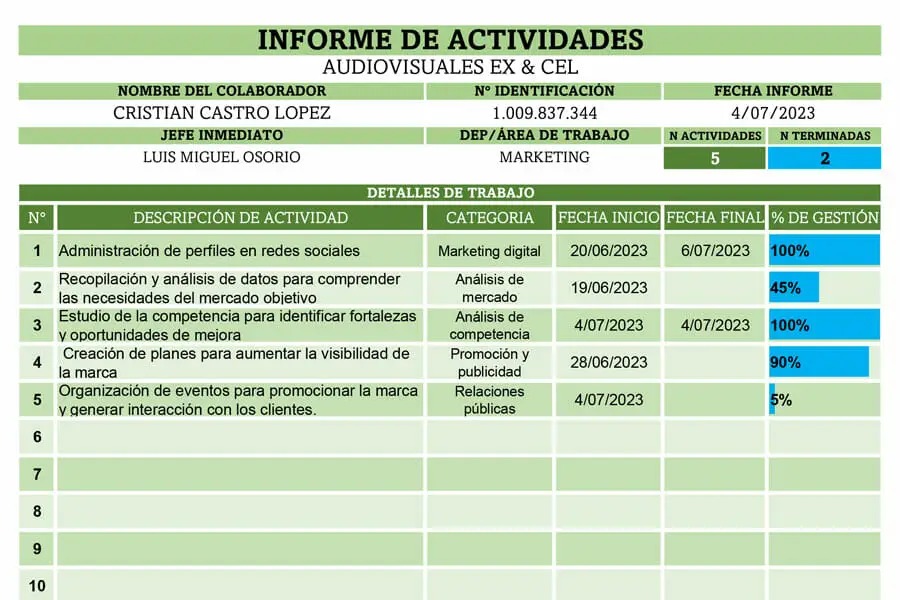 INFORME DE ACTIVIDADES
AUDIOVISUALES EX & CEL
NOMBRE DEL COLABORADOR Nº IDENTIFICACIÓN FECHA INFORME
CRISTIAN CASTRO LOPEZ 1.009.837.344 4/07/2023
JEFE INMEDIATO DEP/ÁREA DE TRABAJO N ACTIVIDADES N TERMINADAS
LUIS MIGUEL OSORIO MARKETING 5 2
DETALLES DE TRABAJO
N° DESCRIPCIÓN DE ACTIVIDAD CATEGORIA FECHA INICIO FECHA FINAL % DE GESTIÓN
1 Administración de perfiles en redes sociales Marketing digital 20/06/2023 6/07/2023 100%
2 Recopilación y análisis de datos para comprender
las necesidades del mercado objetivo Análisis de
mercado 19/06/2023 45%
3 Estudio de la competencia para identificar fortalezas
y oportunidades de mejora Análisis de
competencia 4/07/2023 4/07/2023 100%
4 Creación de planes para aumentar la visibilidad de
la marca Promoción y
publicidad 28/06/2023 90%
5 Organización de eventos para promocionar la marca
y generar interacción con los clientes. Relaciones
públicas 4/07/2023 5%
6
7
8
9
10